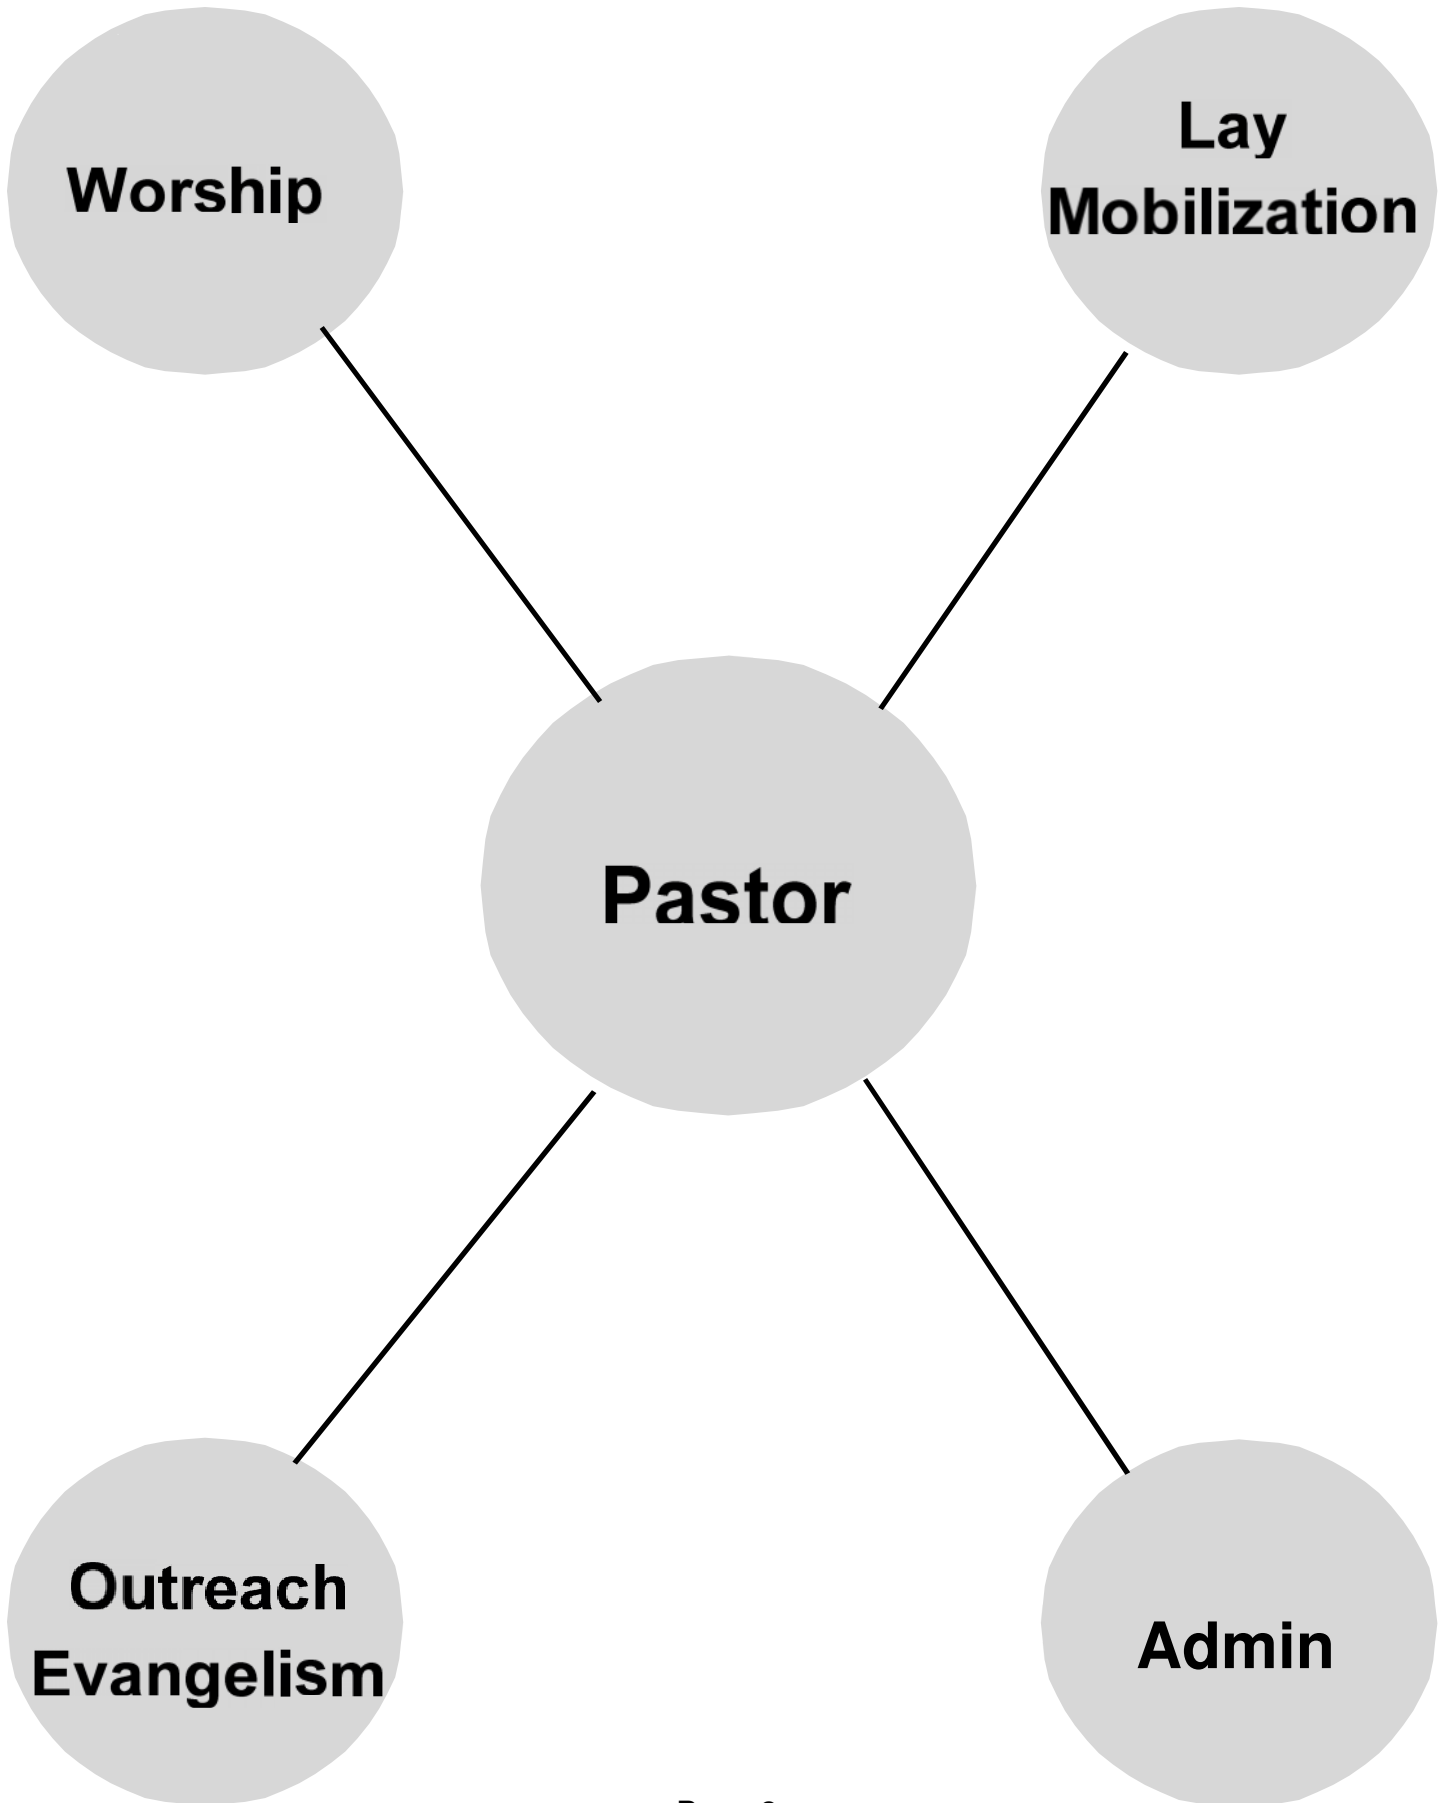 Worship
Lay
Mobilization
Pastor
Outreach
Evangelism
Admin